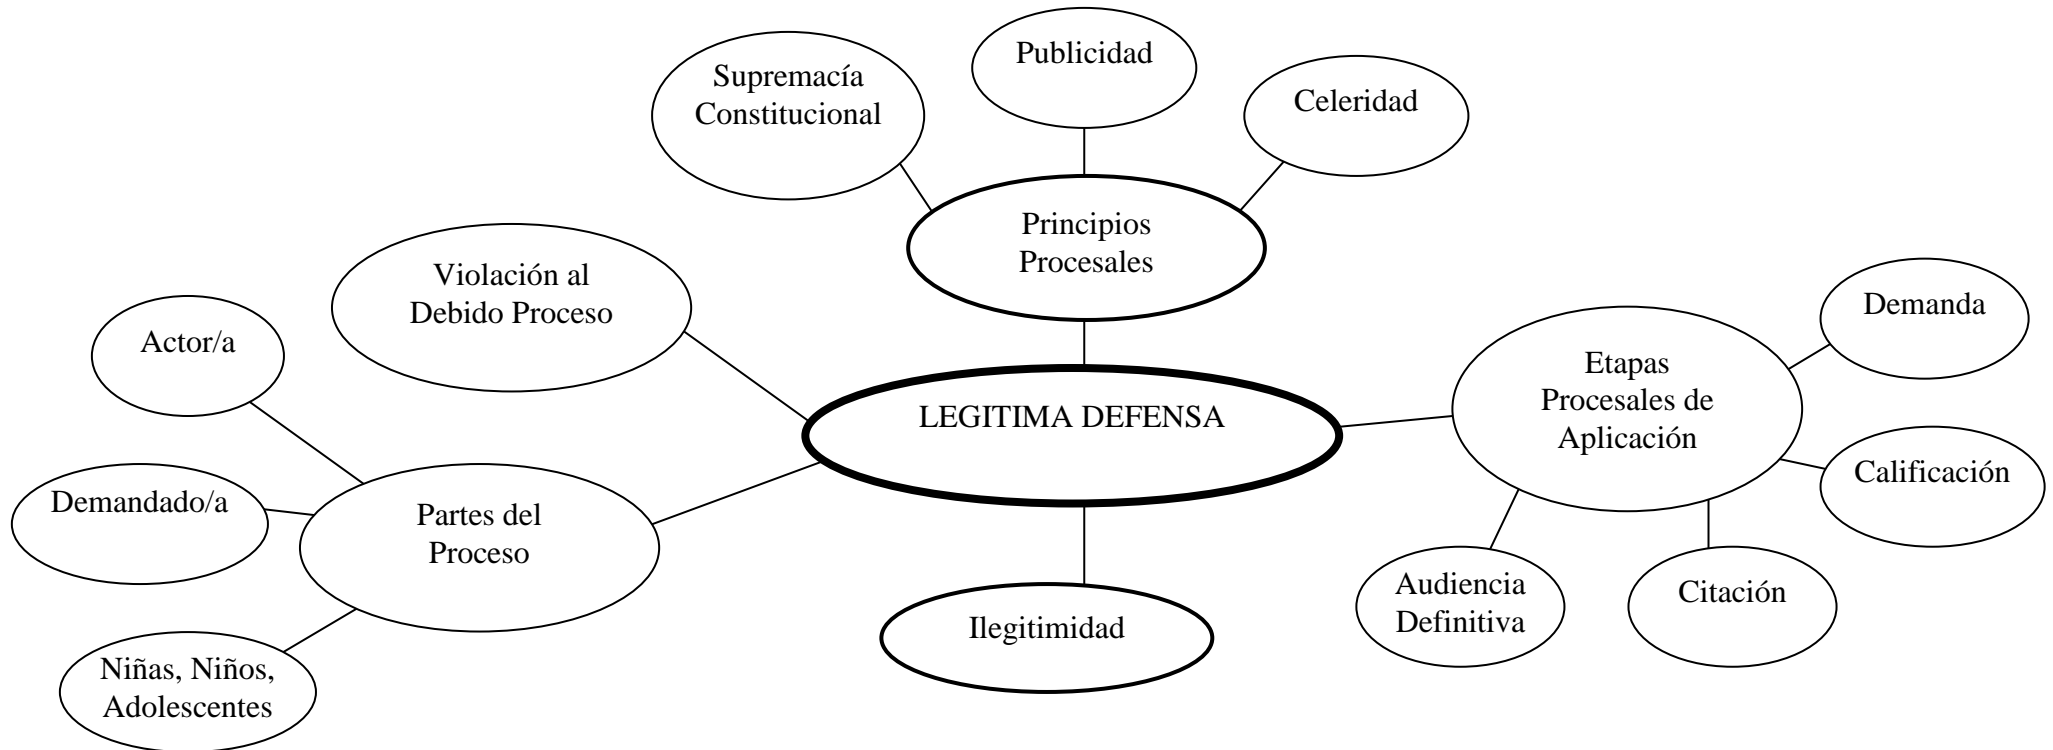 Publicidad
Supremacía
Constitucional
Celeridad
Principios
Procesales
Violación al
Debido Proceso
Actor/a
Demanda
Etapas
Procesales de
Aplicación
LEGITIMA DEFENSA
Calificación
Demandado/a
Partes del
Proceso
Audiencia
Definitiva
Citación
Ilegitimidad
Niñas, Niños,
Adolescentes